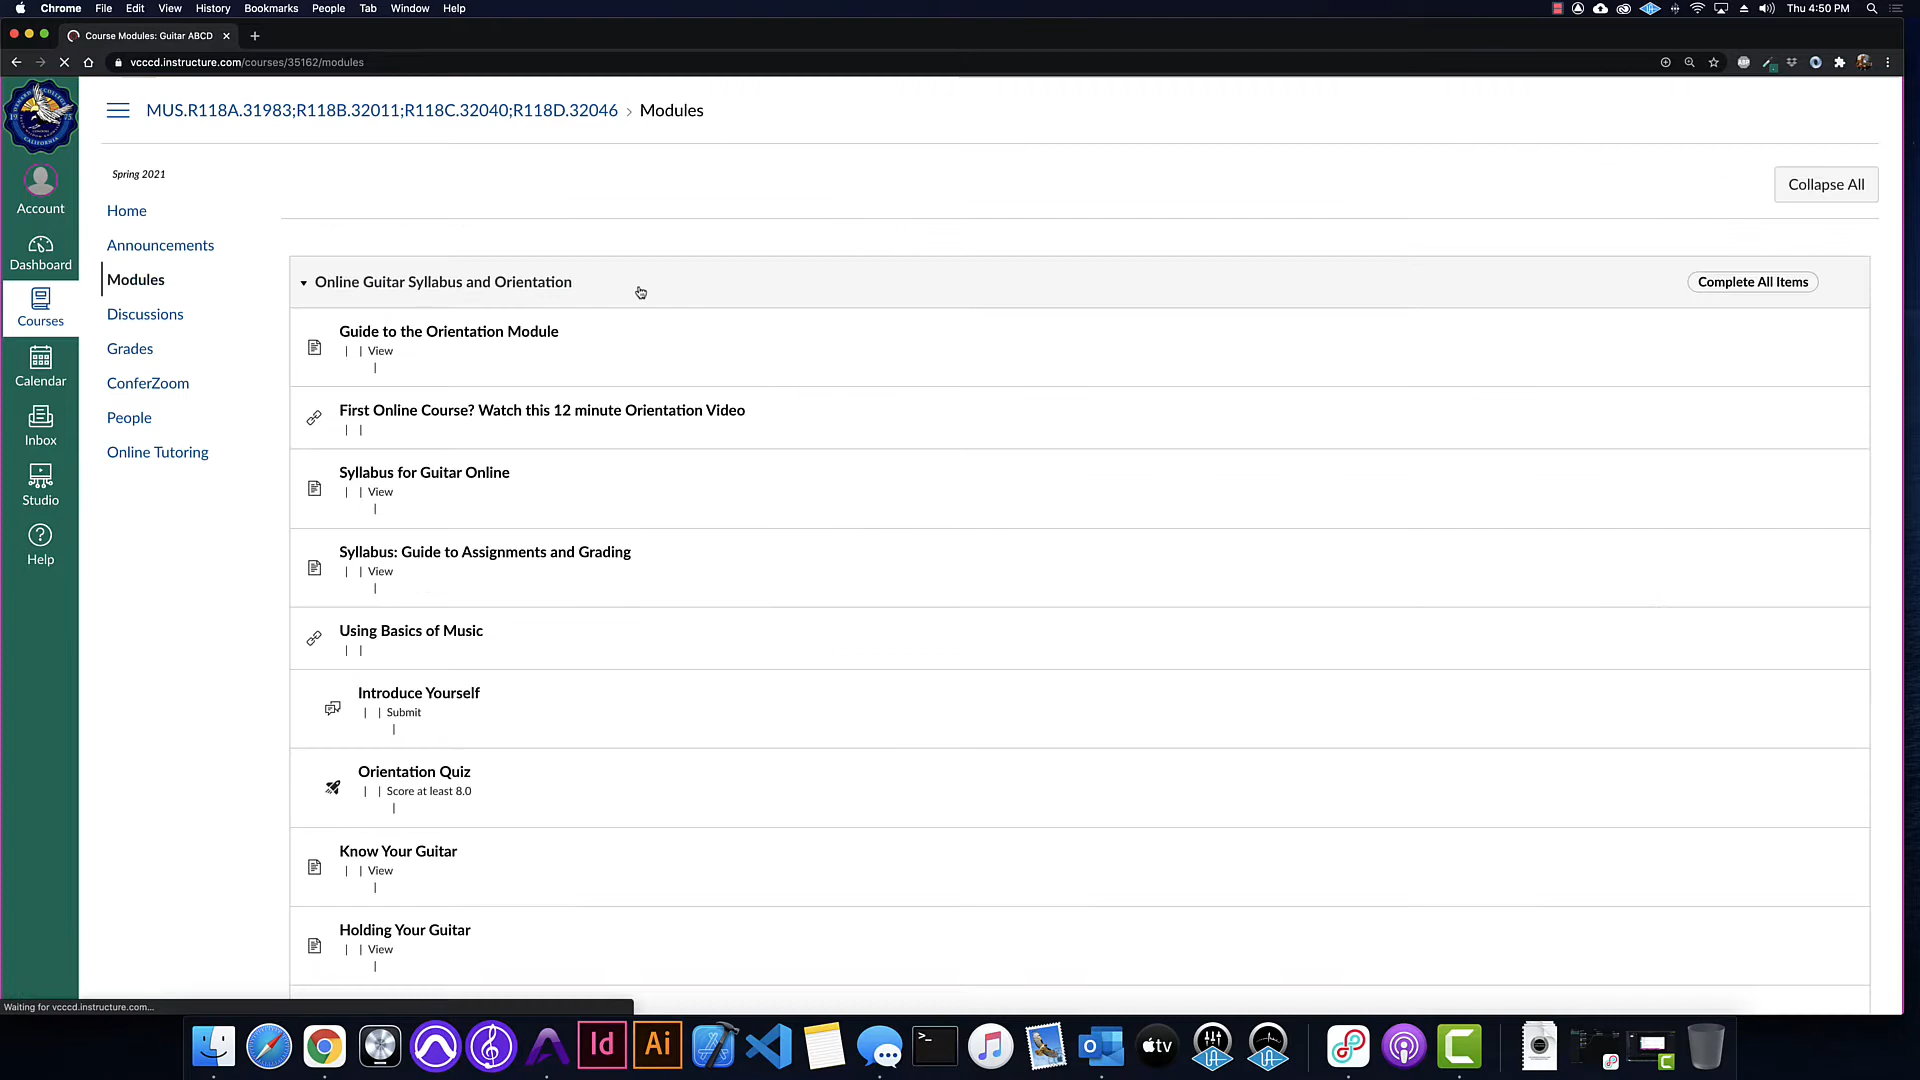 Chrome File Edit View History Bookmarks People Tab Window Help
Thu 4:50 PM
Course Modules: Guitar ABCD
vcccd.instructure.com/courses/35162/modules
MUS.R118A.31983;R118B.32011;R118C.32040;R118D.32046 › Modules
Spring 2021
Collapse All
Account
Dashboard
Courses
Calendar
Inbox
Studio
Help
Home
Announcements
Modules
Discussions
Grades
ConferZoom
People
Online Tutoring
Online Guitar Syllabus and Orientation
Complete All Items
Guide to the Orientation Module
| | View
|
First Online Course? Watch this 12 minute Orientation Video
| |
Syllabus for Guitar Online
| | View
|
Syllabus: Guide to Assignments and Grading
| | View
|
Using Basics of Music
| |
Introduce Yourself
| | Submit
|
Orientation Quiz
| | Score at least 8.0
|
Know Your Guitar
| | View
|
Holding Your Guitar
| | View
|
Waiting for vcccd.instructure.com...
Id
Ai
tv